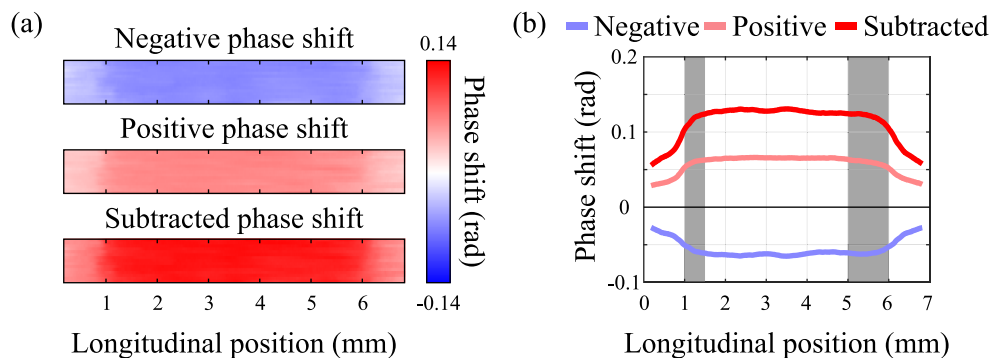 (a)
Negative phase shift
Positive phase shift
Subtracted phase shift
1 2 3 4 5 6
Longitudinal position (mm)
0.14
Phase shift (rad)
-0.14
(b)
Negative Positive Subtracted
0.2
0.1
0
-0.1
Phase shift (rad)
0 1 2 3 4 5 6 7
Longitudinal position (mm)